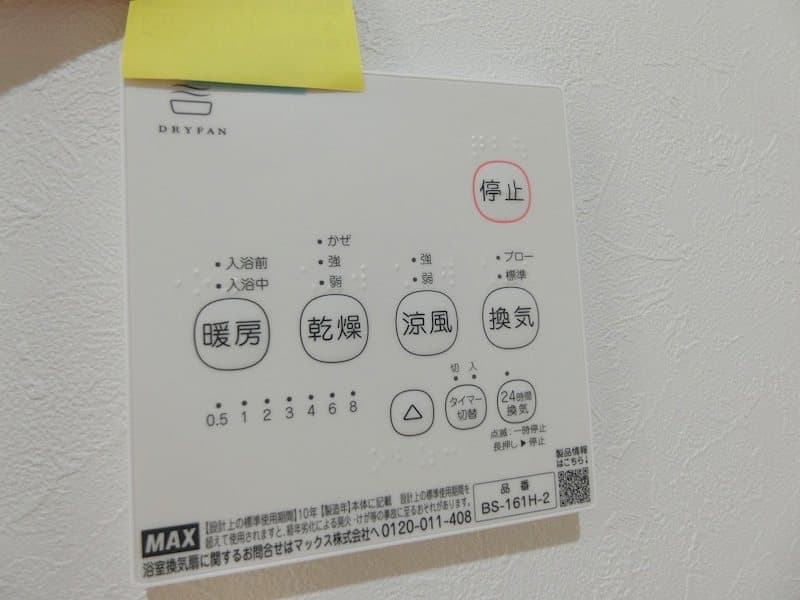 DRYFAN
停止
かぜ
入浴前 強 強 ブロー
入浴中 弱 弱 標準
暖房 乾燥 涼風 換気
切 入
0.5 1 2 3 4 6 8
△ タイマー切替 24時間換気
点滅：一時停止
長押し▶停止
製品情報
はこちら↓
品番
BS-161H-2
MAX
【設計上の標準使用期間】10年【製造年】本体に記載 設計上の標準使用期間を
超えて使用されますと、経年劣化による発火・けが等の事故に至るおそれがあります。
浴室換気扇に関するお問合せはマックス株式会社へ0120-011-408